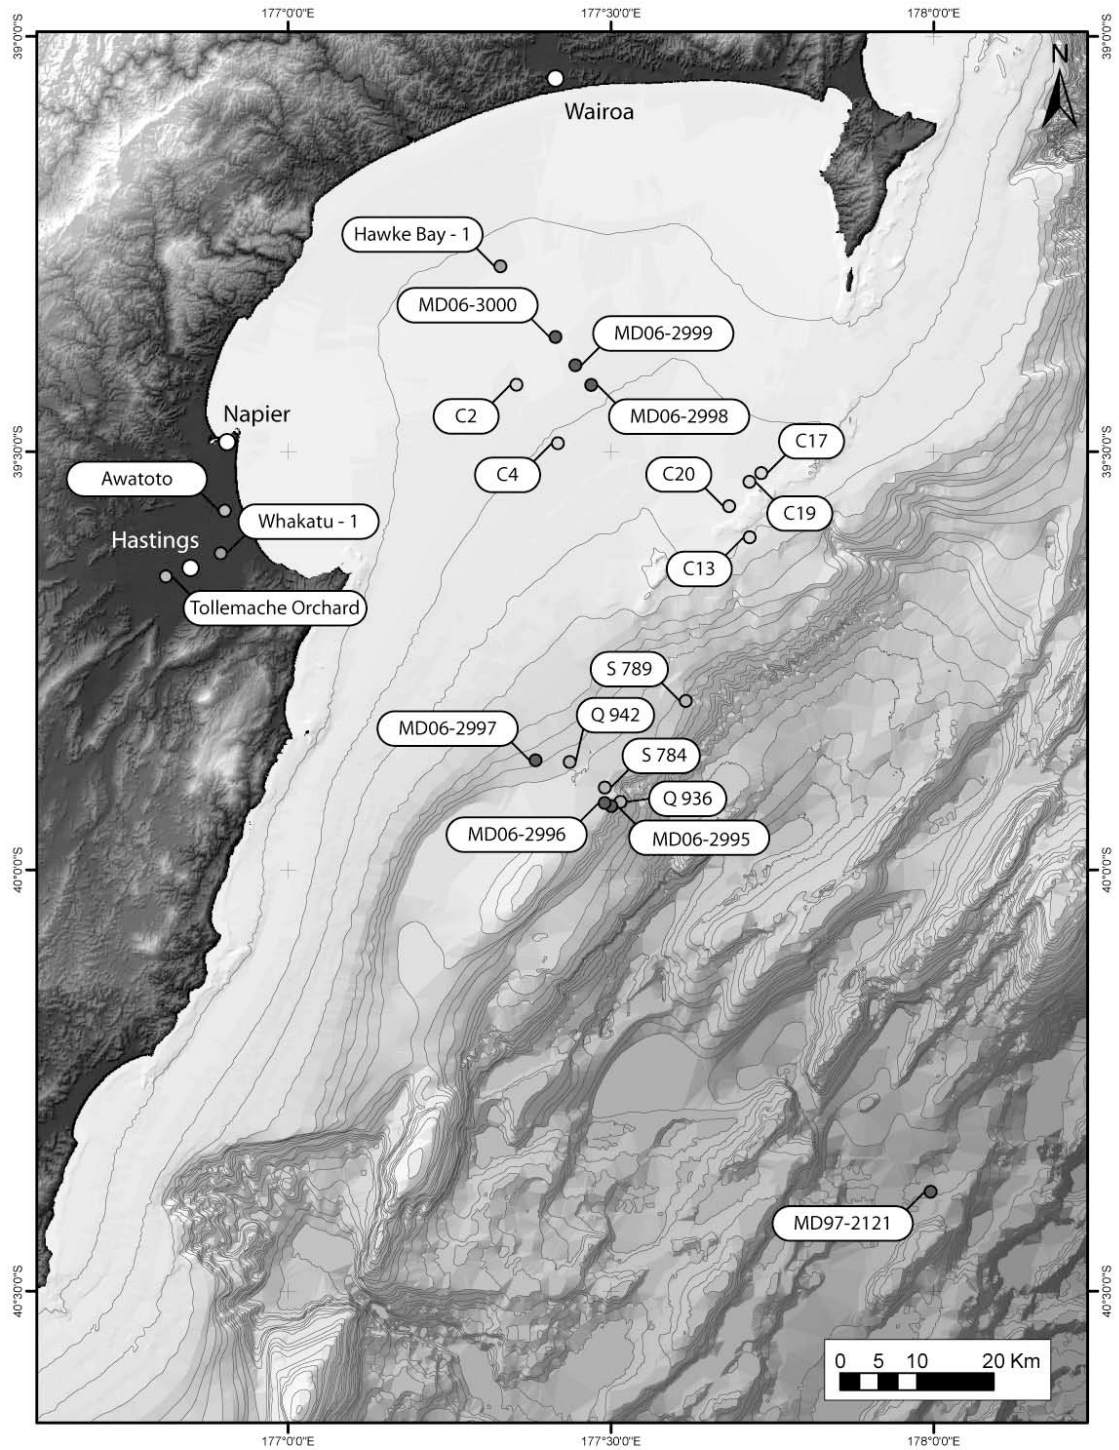 177°0'0"E
177°30'0"E
178°0'0"E
39°0'0"S
39°0'0"S
N
Wairoa
Hawke Bay - 1
MD06-3000
MD06-2999
C2
MD06-2998
Napier
C17
39°30'0"S
39°30'0"S
C4
C20
Awatoto
C19
Whakatu - 1
Hastings
C13
Tollemache Orchard
S 789
Q 942
MD06-2997
S 784
Q 936
MD06-2996
MD06-2995
40°0'0"S
40°0'0"S
MD97-2121
40°30'0"S
40°30'0"S
0 5 10 20 Km
177°0'0"E
177°30'0"E
178°0'0"E